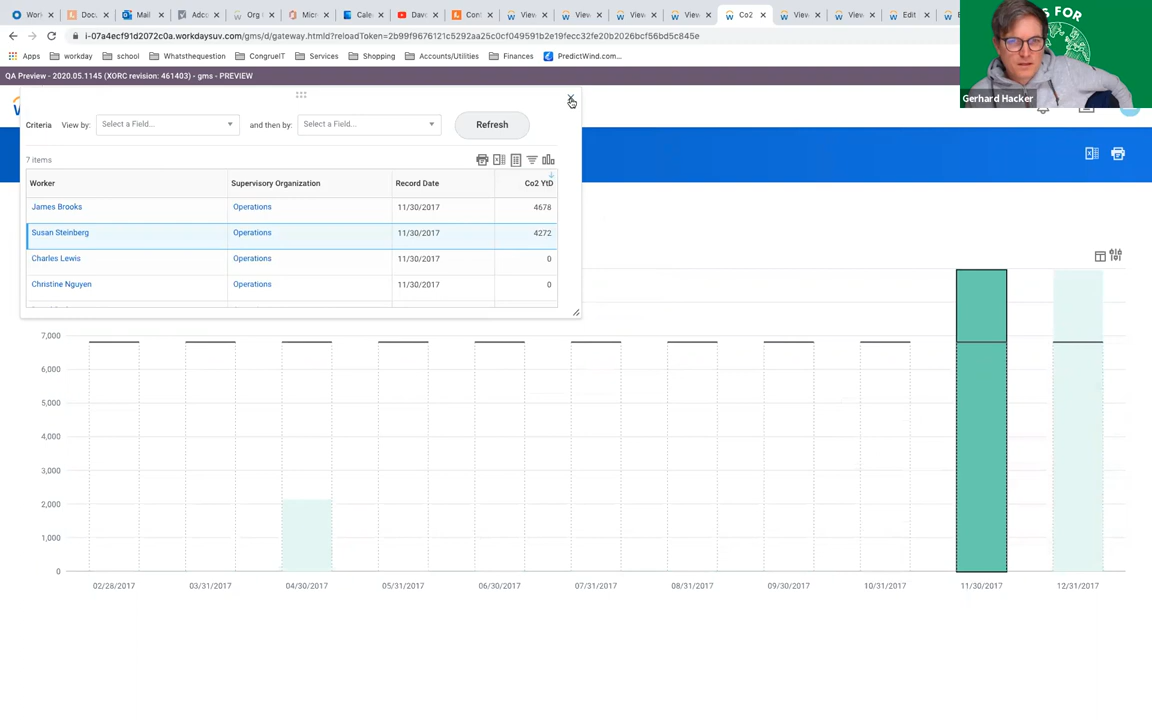 Work
Docu
Mail
Adco
Org
Micr
Cale
Davi
Con
View
View
View
View
Co2
View
View
Edit
i-07a4ecf91d2072c0a.workdaysuv.com/gms/d/gateway.htmld?reloadToken=2b99f9676121c5292aa25c0cf049591b2e19fecc32fe20b2026bcf56bd5c845e
Apps workday school Whatsthequestion CongrueIT Services Shopping Accounts/Utilities Finances PredictWind.com...
QA Preview - 2020.05.1145 (XORC revision: 461403) - gms - PREVIEW
S FOR
Gerhard Hacker
Criteria View by: Select a Field... and then by: Select a Field... Refresh
7 items
Worker Supervisory Organization Record Date Co2 YtD
James Brooks Operations 11/30/2017 4678
Susan Steinberg Operations 11/30/2017 4272
Charles Lewis Operations 11/30/2017 0
Christine Nguyen Operations 11/30/2017 0
7,000
6,000
5,000
4,000
3,000
2,000
1,000
0
02/28/2017 03/31/2017 04/30/2017 05/31/2017 06/30/2017 07/31/2017 08/31/2017 09/30/2017 10/31/2017 11/30/2017 12/31/2017